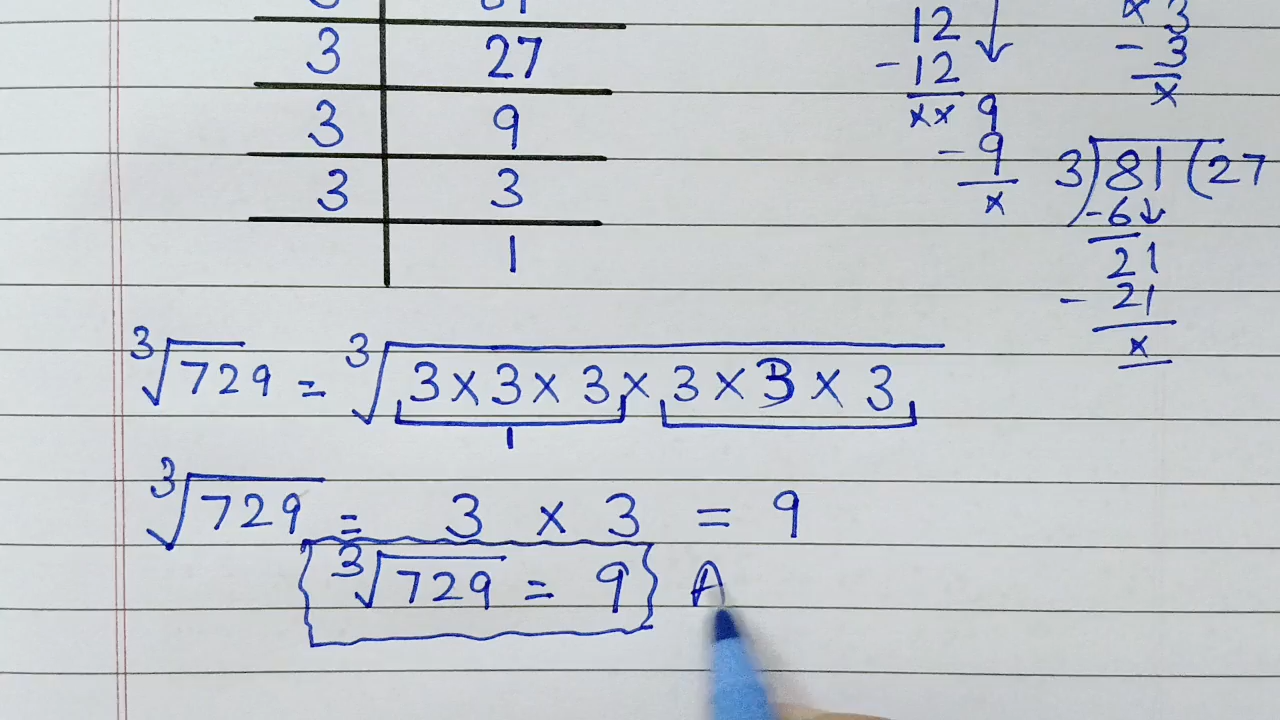 3 27
3 9
3 3
1
12
- 12
xx 9
- 9
x
- 3
x
3)81(27
-6↓
21
- 21
x
³√729 = ³√3×3×3×3×3×3
³√729 = 3 × 3 = 9
³√729 = 9 A